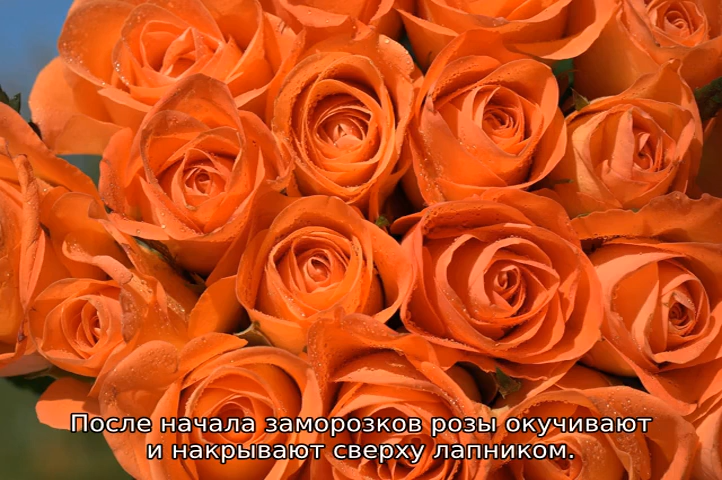 После начала заморозков розы окучивают
и накрывают сверху лапником.